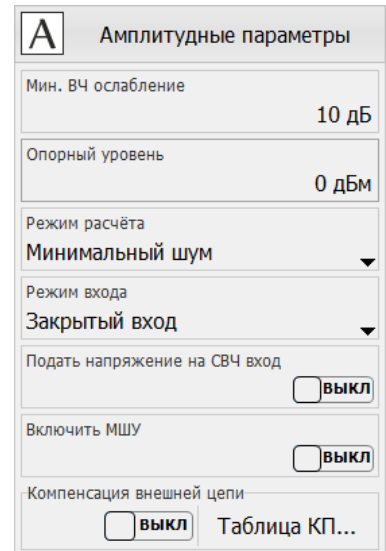 A Амплитудные параметры
Мин. ВЧ ослабление
10 дБ
Опорный уровень
0 дБм
Режим расчёта
Минимальный шум
Режим входа
Закрытый вход
Подать напряжение на СВЧ вход
ВЫКЛ
Включить МШУ
ВЫКЛ
Компенсация внешней цепи
ВЫКЛ Таблица КП...